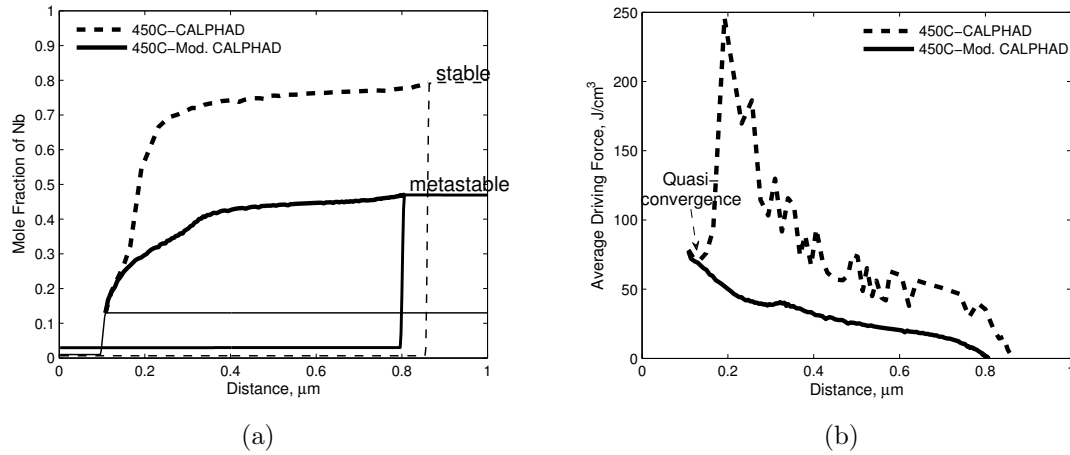 1
0.9
0.8
0.7
0.6
0.5
0.4
0.3
0.2
0.1
0
Mole Fraction of Nb
450C−CALPHAD
450C−Mod. CALPHAD
stable
metastable
0 0.2 0.4 0.6 0.8 1
Distance, μm
(a)
250
200
150
100
50
0
Average Driving Force, J/cm³
450C−CALPHAD
450C−Mod. CALPHAD
Quasi−
convergence
0 0.2 0.4 0.6 0.8 1
Distance, μm
(b)